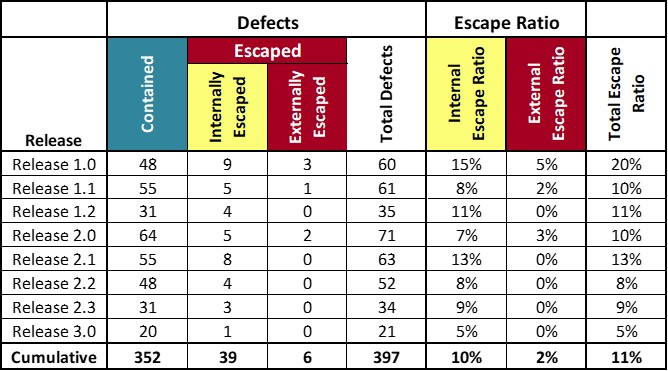 Defects Escape Ratio
Escaped
Release Contained Internally Escaped Externally Escaped Total Defects Internal Escape Ratio External Escape Ratio Total Escape Ratio
Release 1.0 48 9 3 60 15% 5% 20%
Release 1.1 55 5 1 61 8% 2% 10%
Release 1.2 31 4 0 35 11% 0% 11%
Release 2.0 64 5 2 71 7% 3% 10%
Release 2.1 55 8 0 63 13% 0% 13%
Release 2.2 48 4 0 52 8% 0% 8%
Release 2.3 31 3 0 34 9% 0% 9%
Release 3.0 20 1 0 21 5% 0% 5%
Cumulative 352 39 6 397 10% 2% 11%